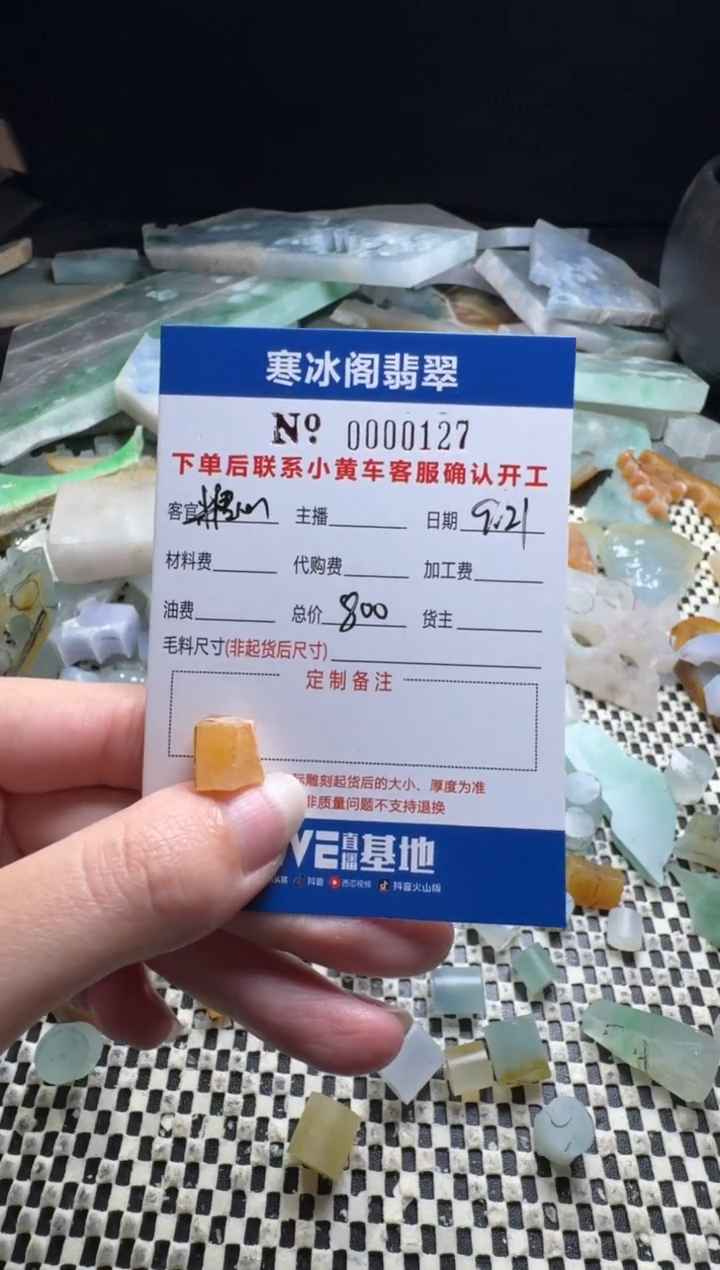 寒冰阁翡翠
Nº 0000127
下单后联系小黄车客服确认开工
客官 主播 日期 9.21
材料费 代购费 加工费
油费 总价 800 货主
毛料尺寸(非起货后尺寸)
定制备注
雕刻起货后的大小、厚度为准
非质量问题不支持退换
VE 直播 基地
头条 抖音 西瓜视频 抖音火山版